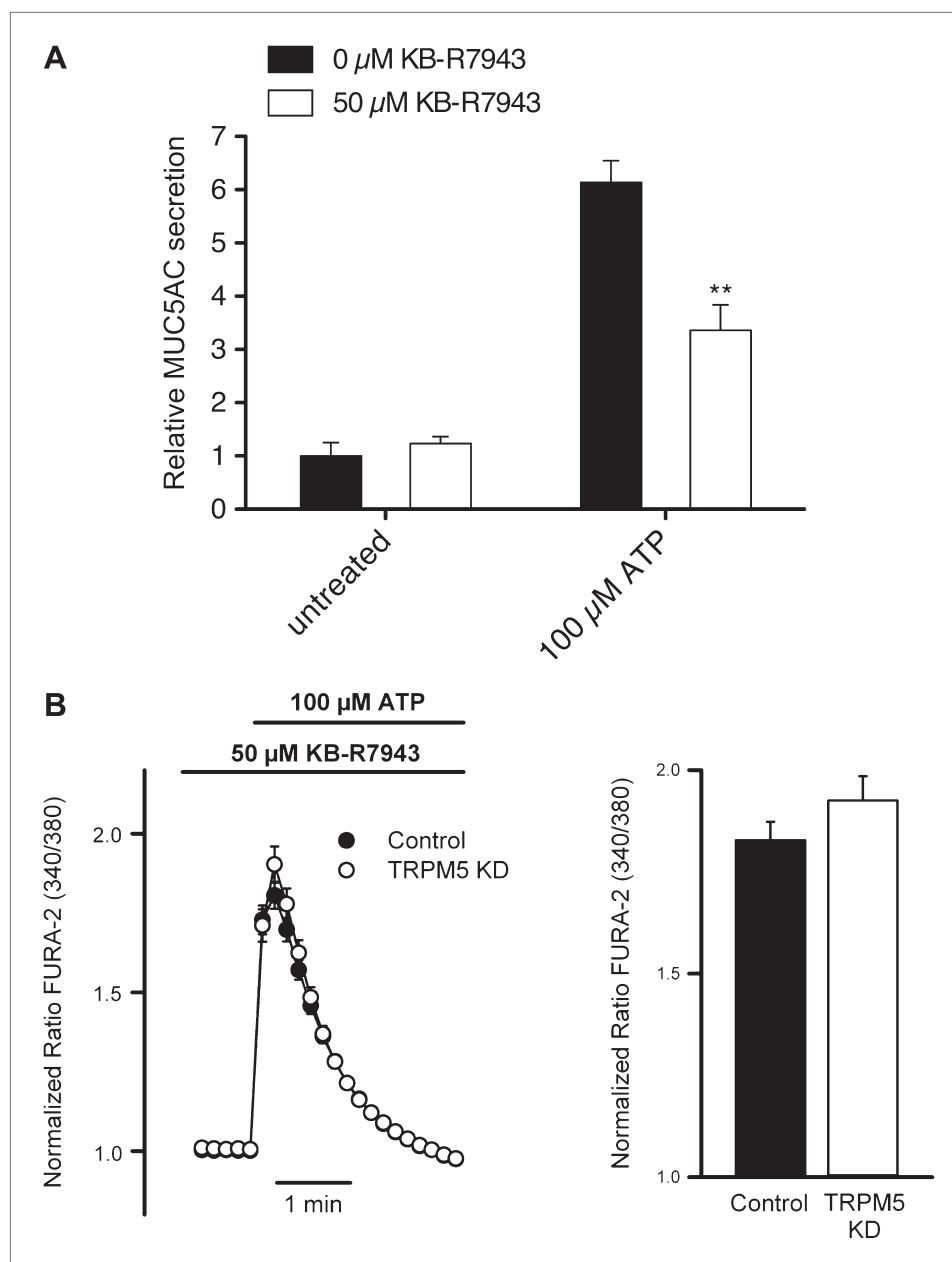 A
0 µM KB-R7943
50 µM KB-R7943
Relative MUC5AC secretion
7
6
5
4
3
2
1
0
**
untreated
100 µM ATP
B
100 µM ATP
50 µM KB-R7943
Normalized Ratio FURA-2 (340/380)
2.0
1.5
1.0
Control
TRPM5 KD
1 min
Normalized Ratio FURA-2 (340/380)
2.0
1.5
1.0
Control
TRPM5
KD